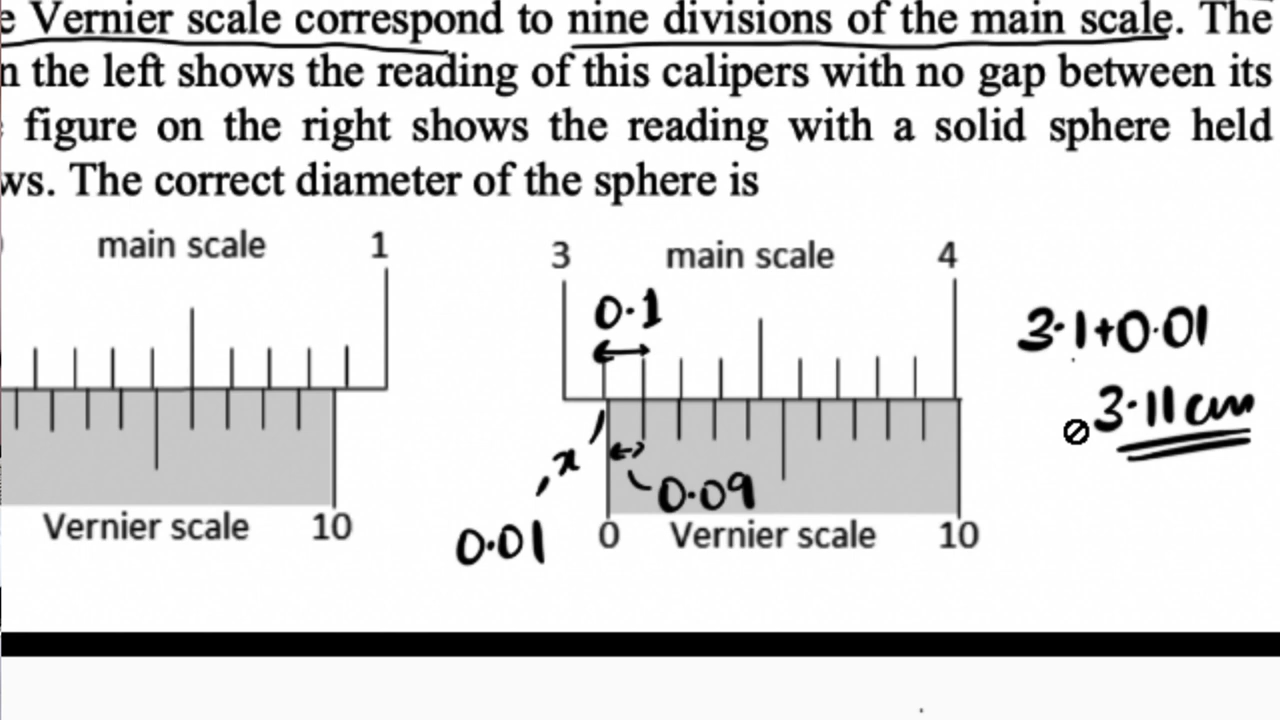 e Vernier scale correspond to nine divisions of the main scale. The
n the left shows the reading of this calipers with no gap between its
figure on the right shows the reading with a solid sphere held
ws. The correct diameter of the sphere is
main scale 1
3 main scale 4
0.1
3.1+0.01
3.11 cm
x
0.09
0.01
Vernier scale 10
0 Vernier scale 10